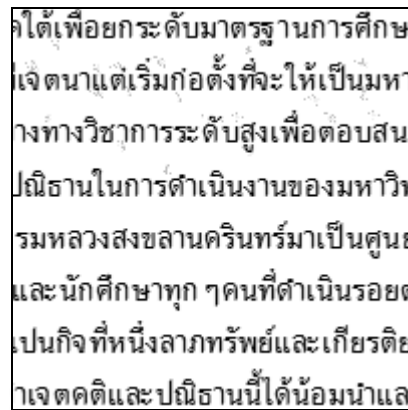 ใต้เพื่อยกระดับมาตรฐานการศึกษ
เจตนาแต่เริ่มก่อตั้งที่จะให้เป็นมหา
างทางวิชาการระดับสูงเพื่อตอบสน
ปณิธานในการดำเนินงานของมหาวิท
รมหลวงสงขลานครินทร์มาเป็นศูนย
และนักศึกษาทุก ๆคนที่ดำเนินรอยต
เปนกิจที่หนึ่งลาภทรัพย์และเกียรติย
าเจตคติและปณิธานนี้ได้น้อมนำแล